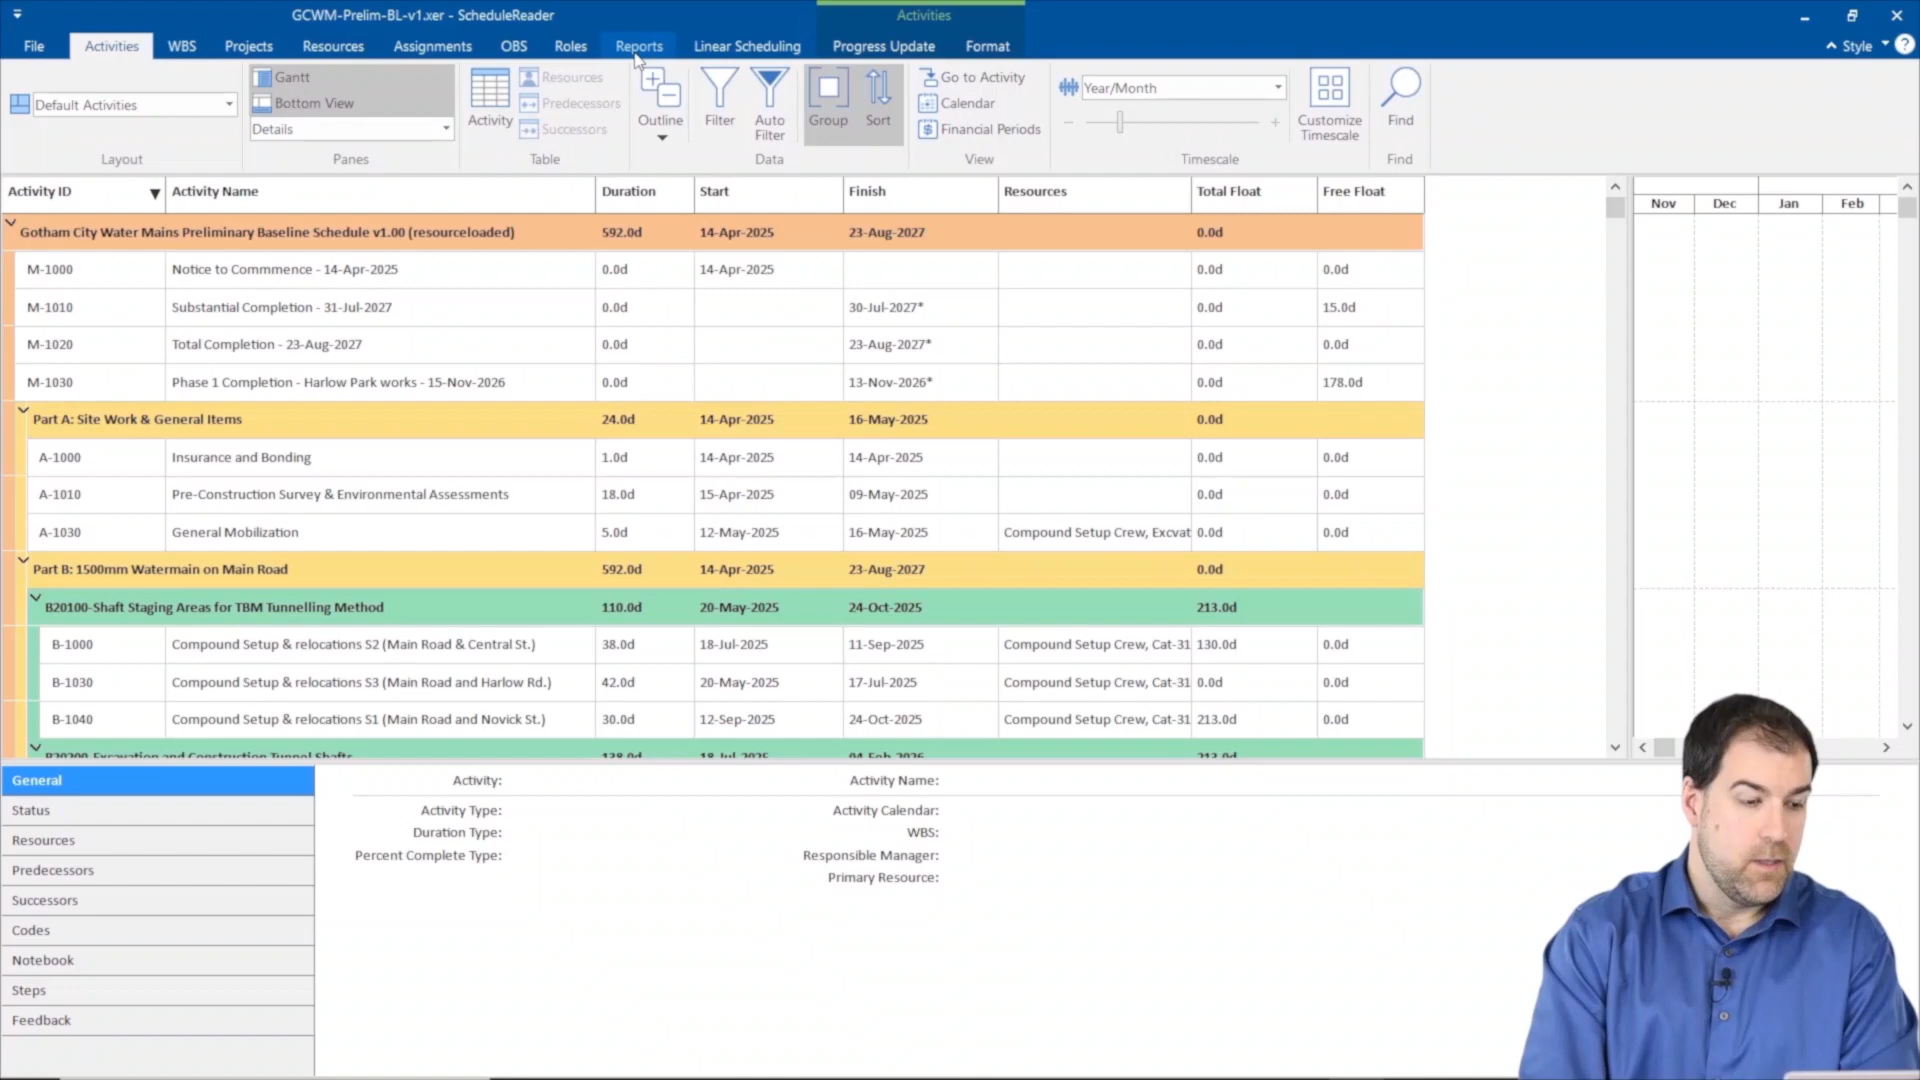 GCWM-Prelim-BL-v1.xer - ScheduleReader
Activities
File Activities WBS Projects Resources Assignments OBS Roles Reports Linear Scheduling Progress Update Format Style ?
Default Activities
Layout
Gantt
Bottom View
Details
Panes
Activity
Resources
Predecessors
Successors
Table
Outline
Filter
Auto Filter
Group
Sort
Data
Go to Activity
Calendar
Financial Periods
View
Year/Month
Customize Timescale
Timescale
Find
Find
Activity ID Activity Name Duration Start Finish Resources Total Float Free Float
Nov Dec Jan Feb
Gotham City Water Mains Preliminary Baseline Schedule v1.00 (resourceloaded) 592.0d 14-Apr-2025 23-Aug-2027 0.0d
M-1000 Notice to Commmence - 14-Apr-2025 0.0d 14-Apr-2025 0.0d 0.0d
M-1010 Substantial Completion - 31-Jul-2027 0.0d 30-Jul-2027* 0.0d 15.0d
M-1020 Total Completion - 23-Aug-2027 0.0d 23-Aug-2027* 0.0d 0.0d
M-1030 Phase 1 Completion - Harlow Park works - 15-Nov-2026 0.0d 13-Nov-2026* 0.0d 178.0d
Part A: Site Work & General Items 24.0d 14-Apr-2025 16-May-2025 0.0d
A-1000 Insurance and Bonding 1.0d 14-Apr-2025 14-Apr-2025 0.0d 0.0d
A-1010 Pre-Construction Survey & Environmental Assessments 18.0d 15-Apr-2025 09-May-2025 0.0d 0.0d
A-1030 General Mobilization 5.0d 12-May-2025 16-May-2025 Compound Setup Crew, Excvat 0.0d 0.0d
Part B: 1500mm Watermain on Main Road 592.0d 14-Apr-2025 23-Aug-2027 0.0d
B20100-Shaft Staging Areas for TBM Tunnelling Method 110.0d 20-May-2025 24-Oct-2025 213.0d
B-1000 Compound Setup & relocations S2 (Main Road & Central St.) 38.0d 18-Jul-2025 11-Sep-2025 Compound Setup Crew, Cat-31 130.0d 0.0d
B-1030 Compound Setup & relocations S3 (Main Road and Harlow Rd.) 42.0d 20-May-2025 17-Jul-2025 Compound Setup Crew, Cat-31 0.0d 0.0d
B-1040 Compound Setup & relocations S1 (Main Road and Novick St.) 30.0d 12-Sep-2025 24-Oct-2025 Compound Setup Crew, Cat-31 213.0d 0.0d
B20200-Excavation and Construction Tunnel Shafts 138.0d 18-Jul-2025 04-Feb-2026 213.0d
General
Status
Resources
Predecessors
Successors
Codes
Notebook
Steps
Feedback
Activity: Activity Name:
Activity Type: Activity Calendar:
Duration Type: WBS:
Percent Complete Type: Responsible Manager:
Primary Resource: